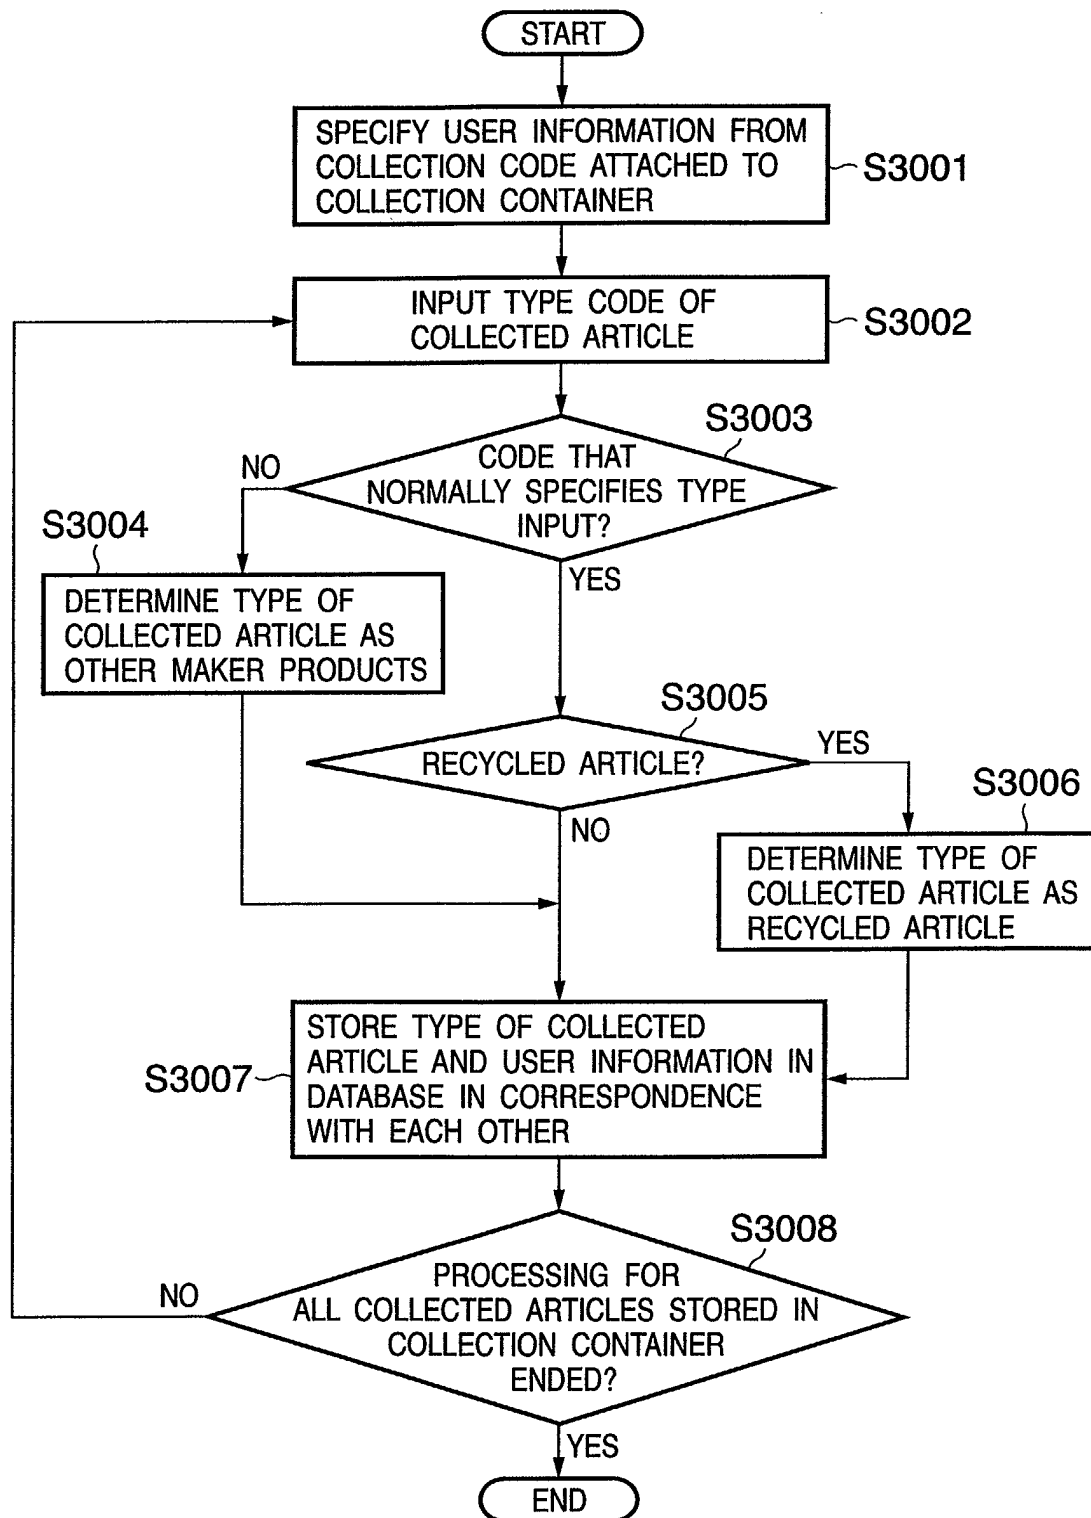 START
SPECIFY USER INFORMATION FROM
COLLECTION CODE ATTACHED TO
COLLECTION CONTAINER
S3001
INPUT TYPE CODE OF
COLLECTED ARTICLE
S3002
S3003
CODE THAT
NORMALLY SPECIFIES TYPE
INPUT?
NO
YES
S3004
DETERMINE TYPE OF
COLLECTED ARTICLE AS
OTHER MAKER PRODUCTS
S3005
RECYCLED ARTICLE?
YES
NO
S3006
DETERMINE TYPE OF
COLLECTED ARTICLE AS
RECYCLED ARTICLE
STORE TYPE OF COLLECTED
ARTICLE AND USER INFORMATION IN
DATABASE IN CORRESPONDENCE
WITH EACH OTHER
S3007
S3008
PROCESSING FOR
ALL COLLECTED ARTICLES STORED IN
COLLECTION CONTAINER
ENDED?
NO
YES
END